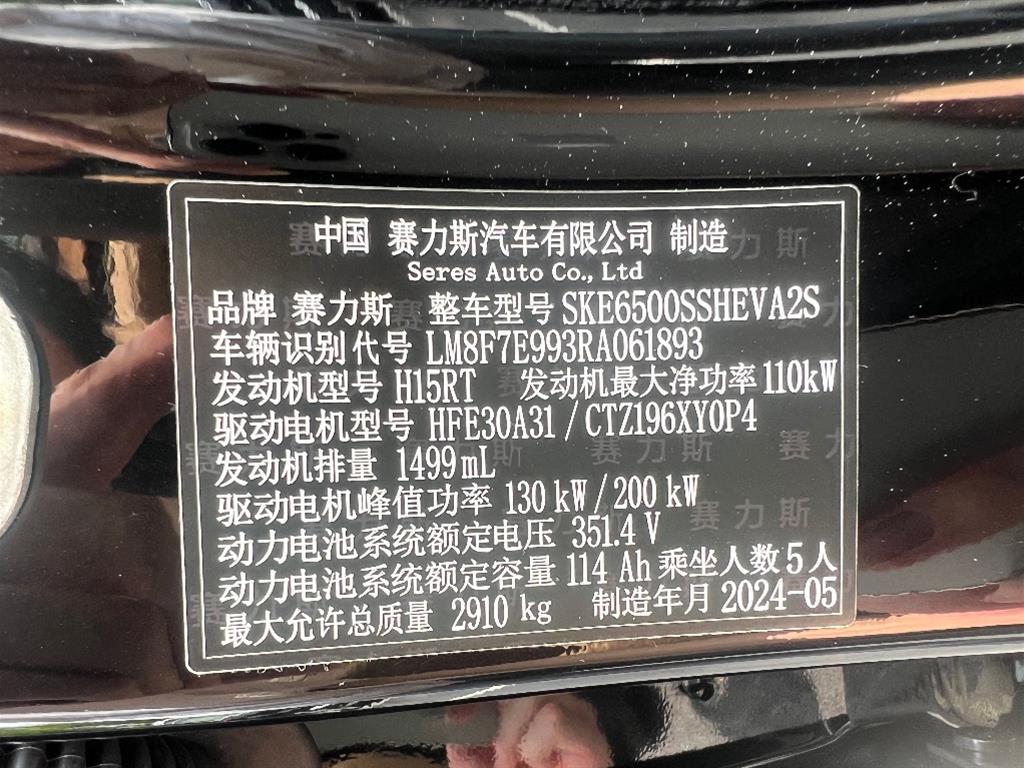 中国 赛力斯汽车有限公司 制造
Seres Auto Co., Ltd
品牌 赛力斯 整车型号 SKE6500SSHEVA2S
车辆识别代号 LM8F7E993RA061893
发动机型号 H15RT 发动机最大净功率 110kW
驱动电机型号 HFE30A31 / CTZ196XY0P4
发动机排量 1499mL
驱动电机峰值功率 130 kW / 200 kW
动力电池系统额定电压 351.4 V
动力电池系统额定容量 114 Ah 乘坐人数 5 人
最大允许总质量 2910 kg 制造年月 2024-05